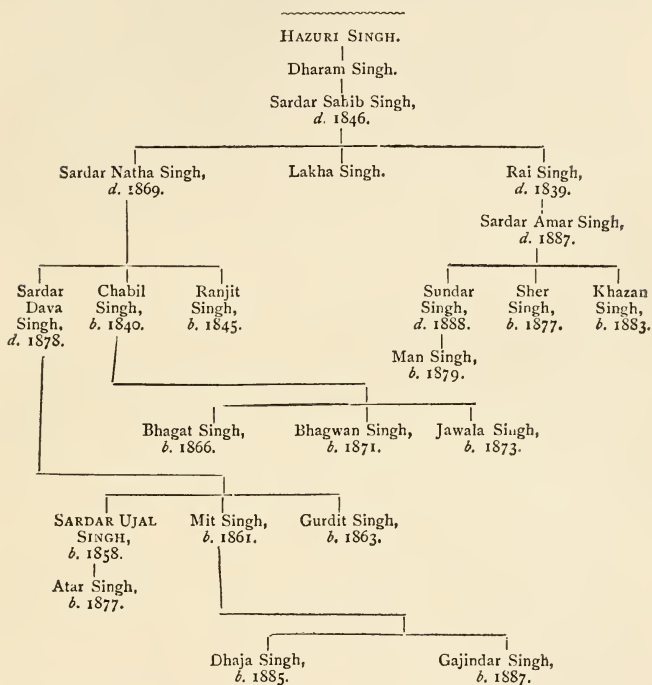 HAZURI SINGH.
Dharam Singh.
Sardar Sahib Singh,
d. 1846.
Sardar Natha Singh,
d. 1869.
Lakha Singh.
Rai Singh,
d. 1839.
Sardar Amar Singh,
d. 1887.
Sardar
Dava
Singh,
d. 1878.
Chabil
Singh,
b. 1840.
Ranjit
Singh,
b. 1845.
Sundar
Singh,
d. 1888.
Sher
Singh,
b. 1877.
Khazan
Singh,
b. 1883.
Man Singh,
b. 1879.
Bhagat Singh,
b. 1866.
Bhagwan Singh,
b. 1871.
Jawala Singh,
b. 1873.
SARDAR UJAL
SINGH,
b. 1858.
Mit Singh,
b. 1861.
Gurdit Singh,
b. 1863.
Atar Singh,
b. 1877.
Dhaja Singh,
b. 1885.
Gajindar Singh,
b. 1887.